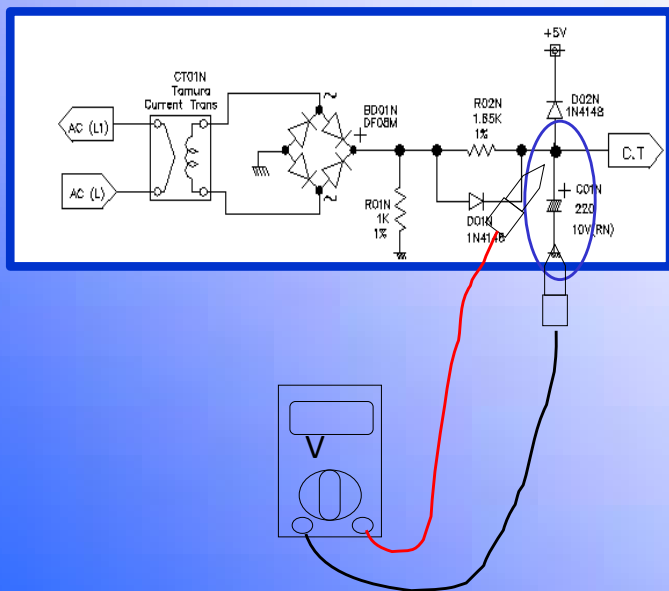 +5V
CT01N
Tamura
Current Trans
AC (L1)
AC (L)
~
BD01N
DF08M
+
~
R01N
1K
1%
R02N
1.85K
1%
D01N
1N4148
D02N
1N4148
C.T
+
C01N
220
10V(RN)
V